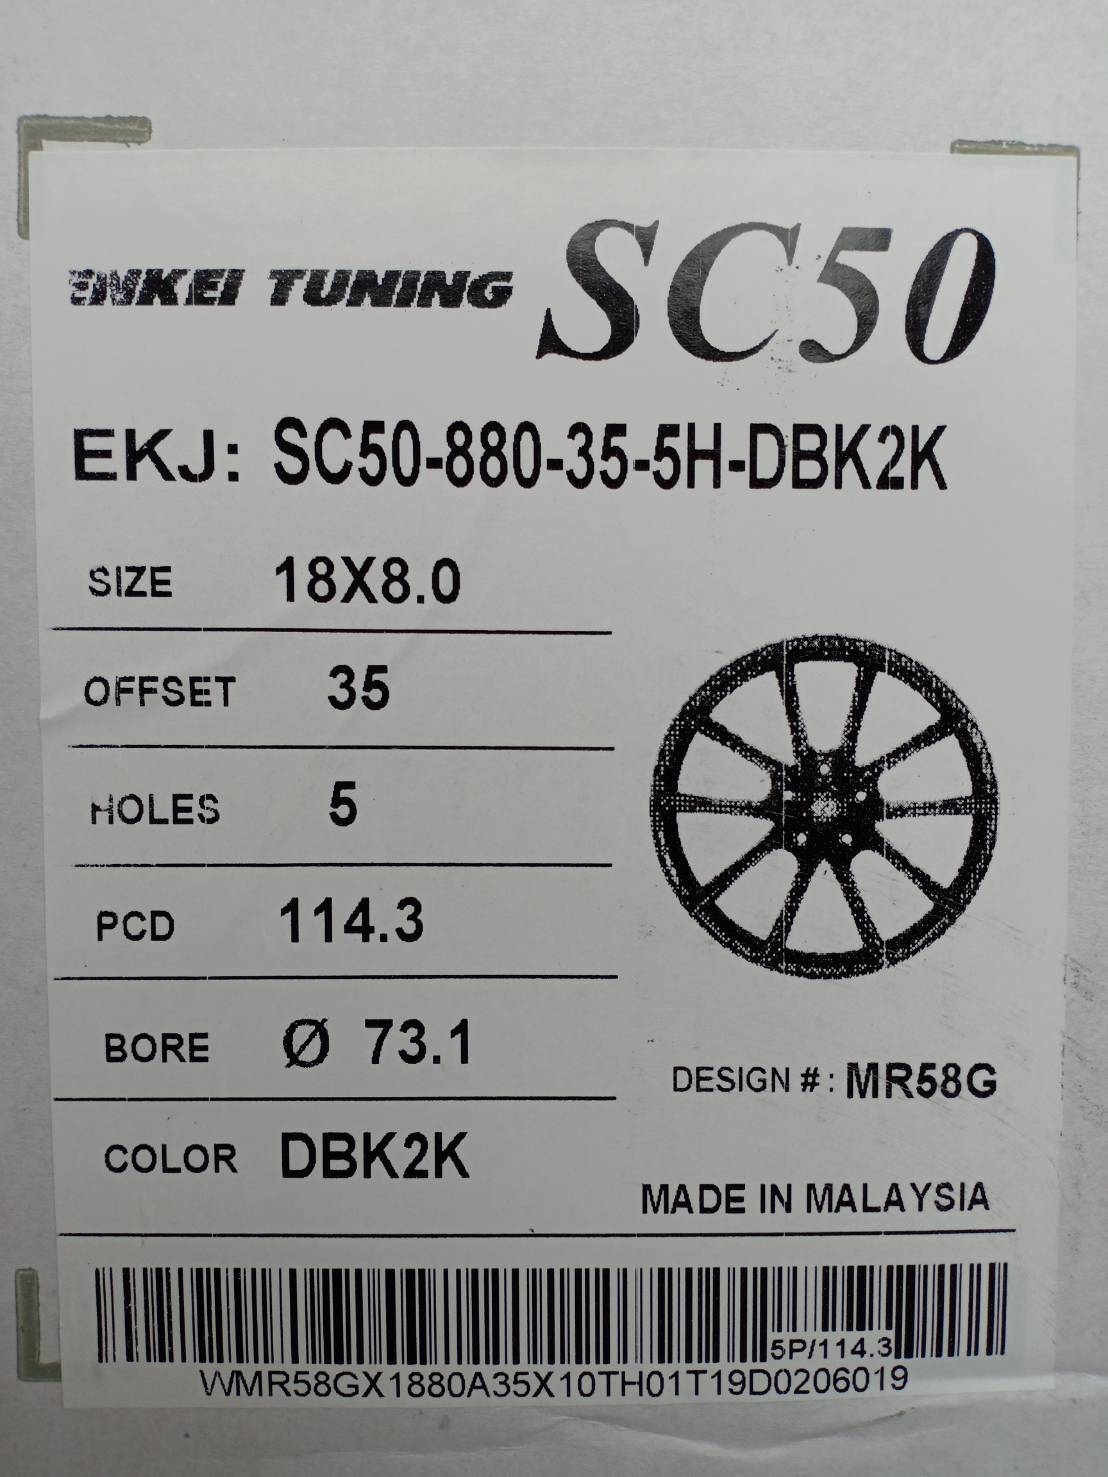 ENKEI TUNING SC50
EKJ: SC50-880-35-5H-DBK2K
SIZE 18X8.0
OFFSET 35
HOLES 5
PCD 114.3
BORE Ø 73.1
DESIGN #: MR58G
COLOR DBK2K
MADE IN MALAYSIA
5P/114.3
WMR58GX1880A35X10TH01T19D0206019